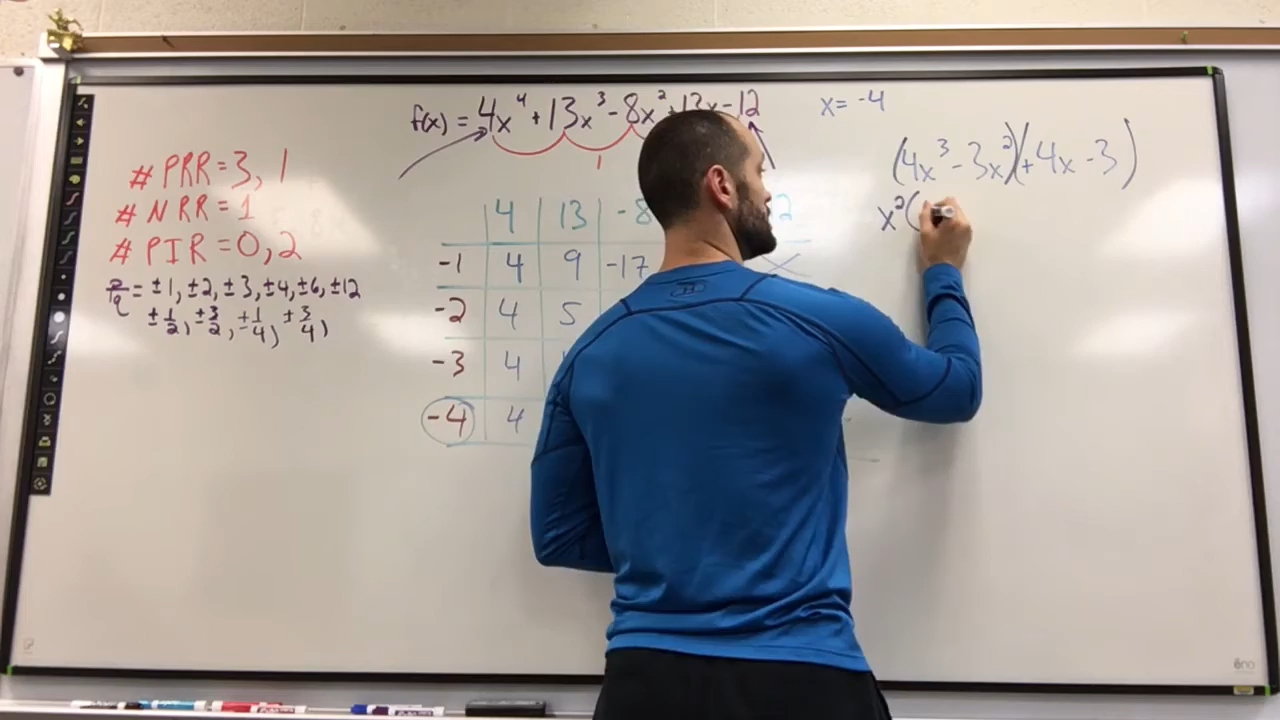 f(x) = 4x⁴ + 13x³ - 8x² + 13x - 12
x = -4
(4x³ - 3x²)(+4x - 3)
x²(
# PRR = 3, 1
# NRR = 1
# PIR = 0, 2
p/q = ±1, ±2, ±3, ±4, ±6, ±12
±1/2, ±3/2, ±1/4, ±3/4,
1
4 13 -8
-1 4 9 -17
-2 4 5
-3 4
-4 4
eno